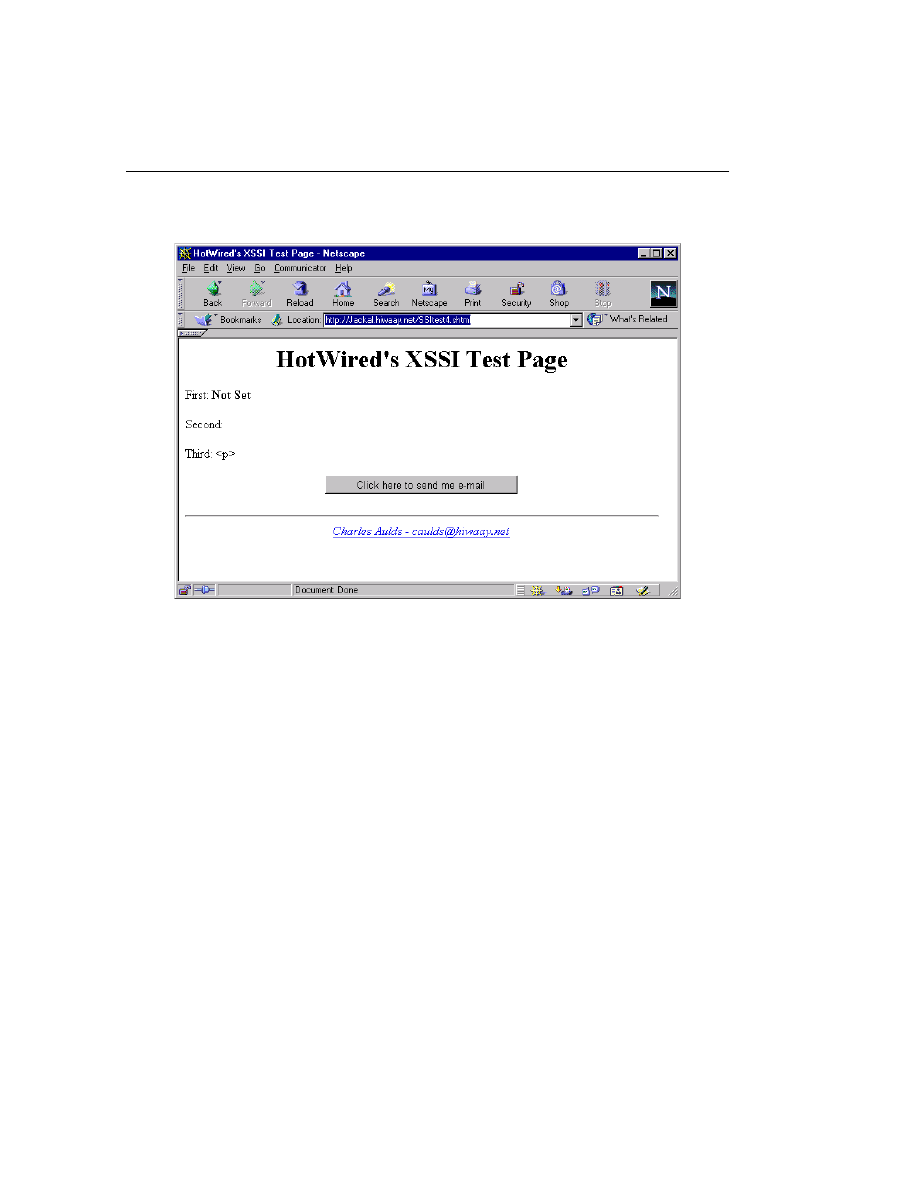 HotWired's XSSI Test Page - Netscape
File Edit View Go Communicator Help
Back Forward Reload Home Search Netscape Print Security Shop Stop
Bookmarks Location: http://Jackal.hiwaay.net/SSItest4.shtml What's Related
HotWired's XSSI Test Page
First: Not Set
Second:
Third: <p>
Click here to send me e-mail
Charles Aulds - caulds@hiwaay.net
Document: Done